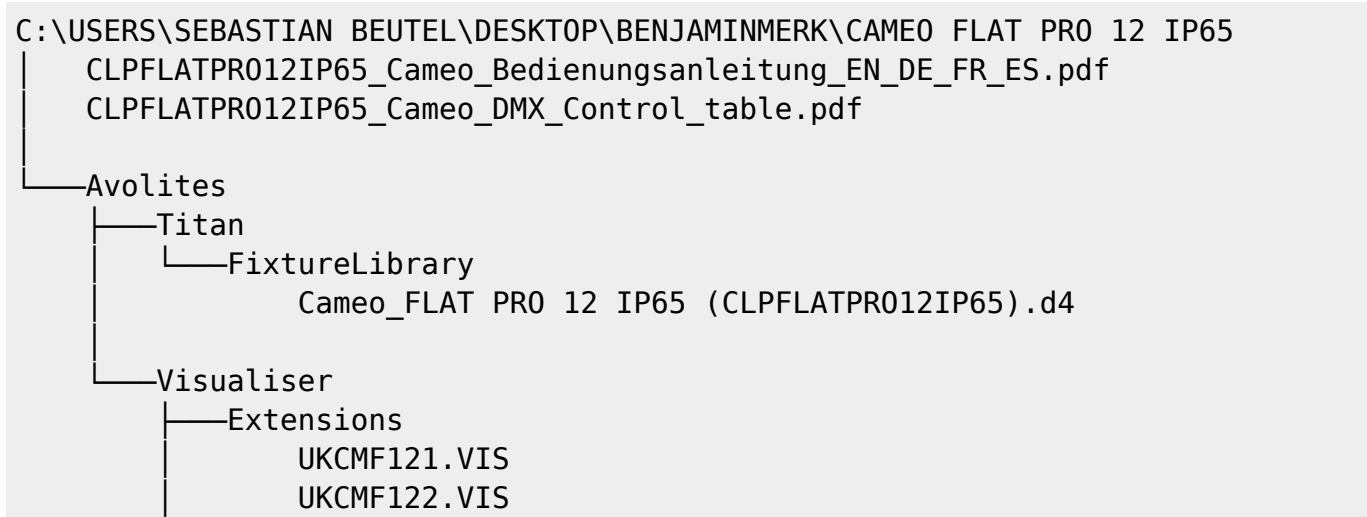 C:\USERS\SEBASTIAN BEUTEL\DESKTOP\BENJAMINMERK\CAMEO FLAT PRO 12 IP65
│   CLPFLATPRO12IP65_Cameo_Bedienungsanleitung_EN_DE_FR_ES.pdf
│   CLPFLATPRO12IP65_Cameo_DMX_Control_table.pdf
│
└───Avolites
    ├───Titan
    │   └───FixtureLibrary
    │           Cameo_FLAT PRO 12 IP65 (CLPFLATPRO12IP65).d4
    │
    └───Visualiser
        ├───Extensions
        │       UKCMF121.VIS
        │       UKCMF122.VIS